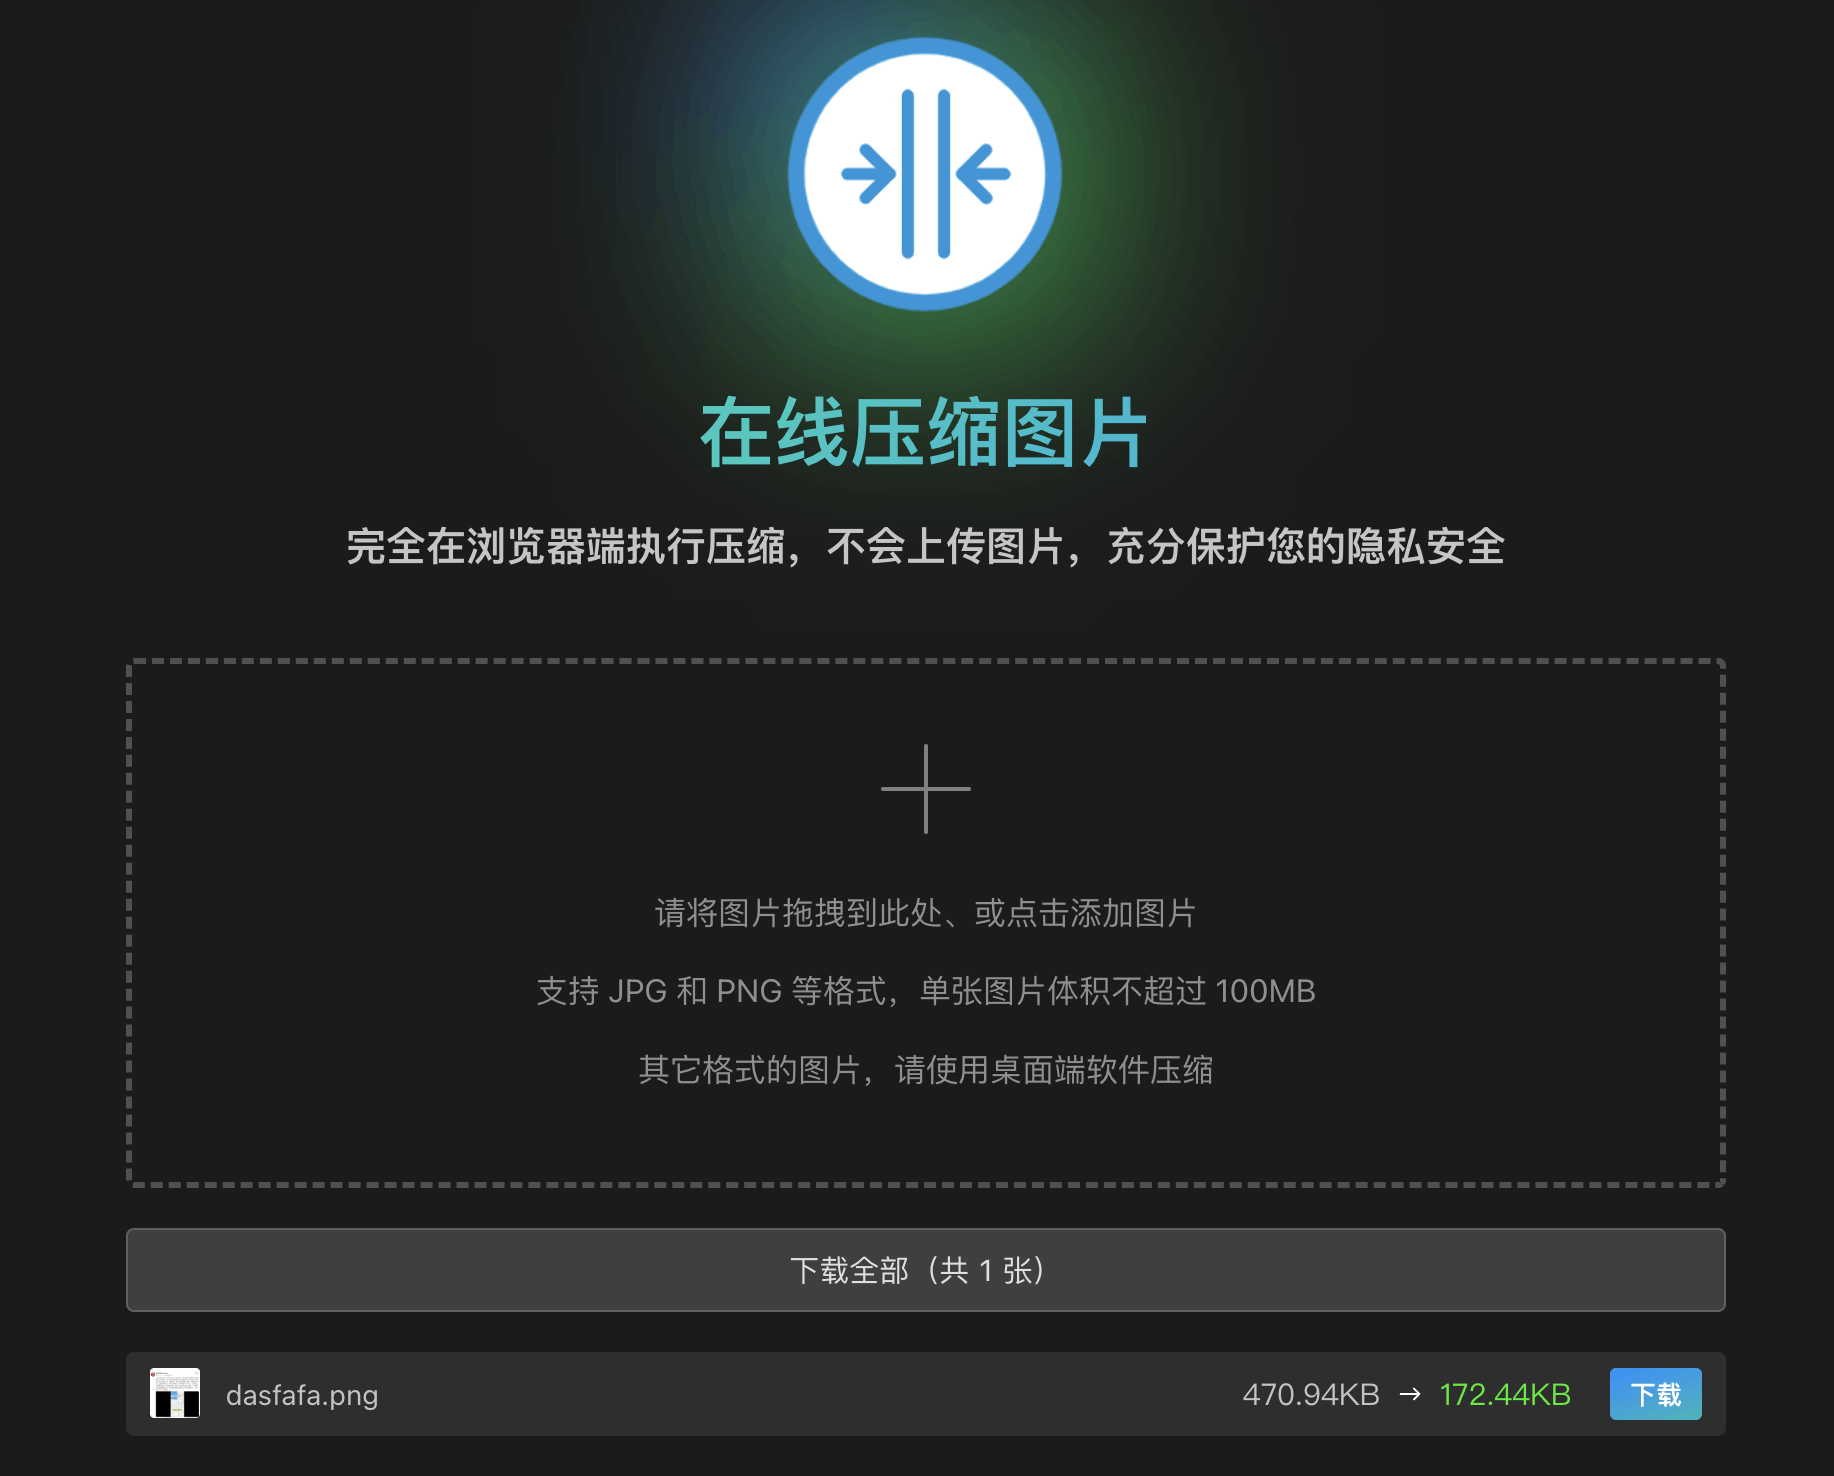 在线压缩图片
完全在浏览器端执行压缩，不会上传图片，充分保护您的隐私安全
请将图片拖拽到此处、或点击添加图片
支持 JPG 和 PNG 等格式，单张图片体积不超过 100MB
其它格式的图片，请使用桌面端软件压缩
下载全部（共 1 张）
dasfafa.png 470.94KB → 172.44KB 下载